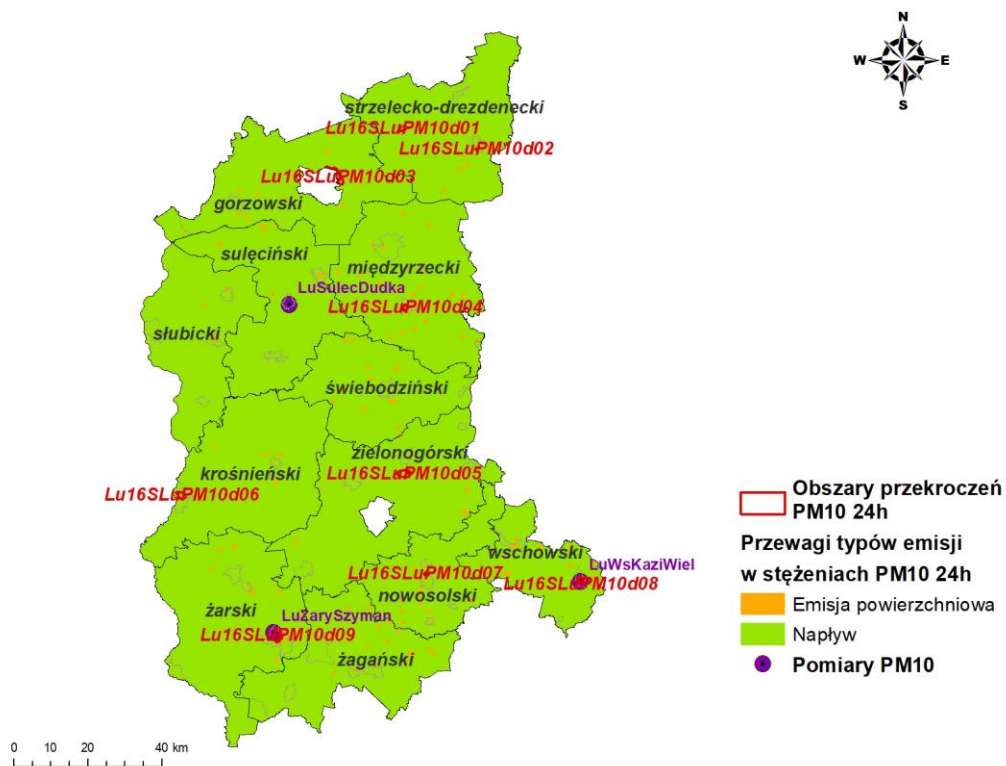 N
W E
S
strzelecko-drezdenecki
Lu16SLuPM10d01
Lu16SLuPM10d02
Lu16SLuPM10d03
gorzowski
sulęciński
międzyrzecki
LuSulecDudka
Lu16SLuPM10d04
słubicki
świebodziński
zielonogórski
krośnieński
Lu16SLuPM10d05
Lu16SLuPM10d06
Obszary przekroczeń
PM10 24h
Przewagi typów emisji
w stężeniach PM10 24h
Emisja powierzchniowa
Napływ
Pomiary PM10
wschowski
LuWsKaziWiel
Lu16SLuPM10d07
Lu16SLuPM10d08
nowosolski
żarski
LuZarySzyman
Lu16SLuPM10d09
żagański
0 10 20 40 km